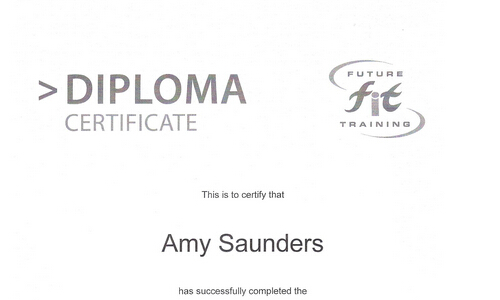 > DIPLOMA
CERTIFICATE
FUTURE
fit
TRAINING
This is to certify that
Amy Saunders
has successfully completed the